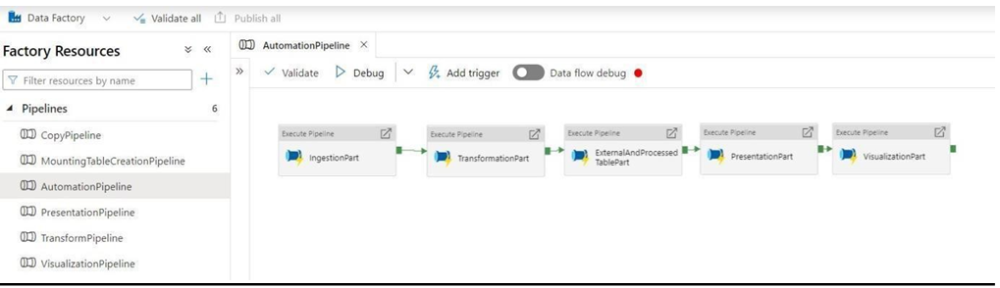 Data Factory
Validate all
Publish all
Factory Resources
Filter resources by name
Pipelines 6
CopyPipeline
MountingTableCreationPipeline
AutomationPipeline
PresentationPipeline
TransformPipeline
VisualizationPipeline
AutomationPipeline
Validate
Debug
Add trigger
Data flow debug
Execute Pipeline
IngestionPart
Execute Pipeline
TransformationPart
Execute Pipeline
ExternalAndProcessed
TablePart
Execute Pipeline
PresentationPart
Execute Pipeline
VisualizationPart